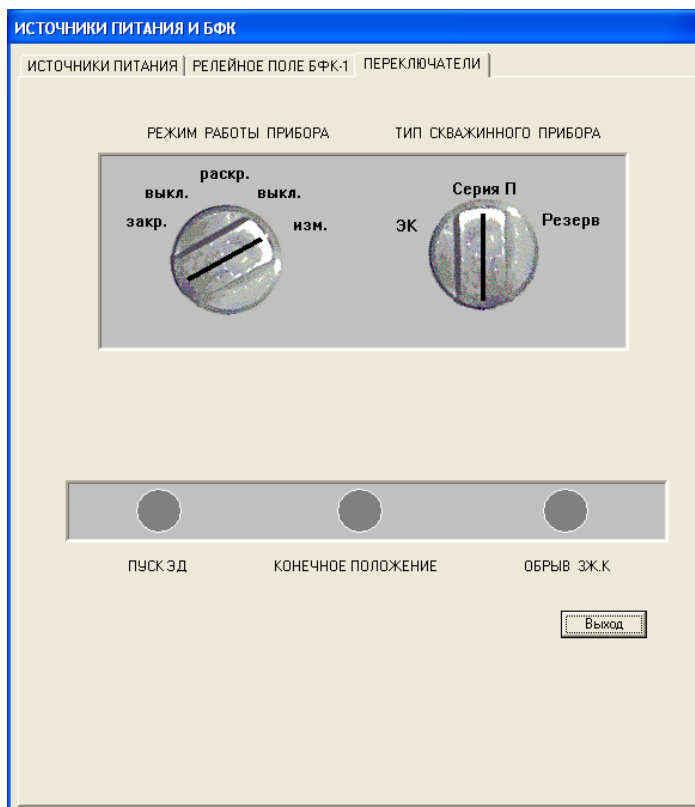 ИСТОЧНИКИ ПИТАНИЯ И БФК
ИСТОЧНИКИ ПИТАНИЯ РЕЛЕЙНОЕ ПОЛЕ БФК-1 ПЕРЕКЛЮЧАТЕЛИ
РЕЖИМ РАБОТЫ ПРИБОРА ТИП СКВАЖИННОГО ПРИБОРА
раскр.
выкл. выкл. Серия П
закр. изм. ЭК Резерв
ПУСК ЭД КОНЕЧНОЕ ПОЛОЖЕНИЕ ОБРЫВ 3Ж.К
Выход